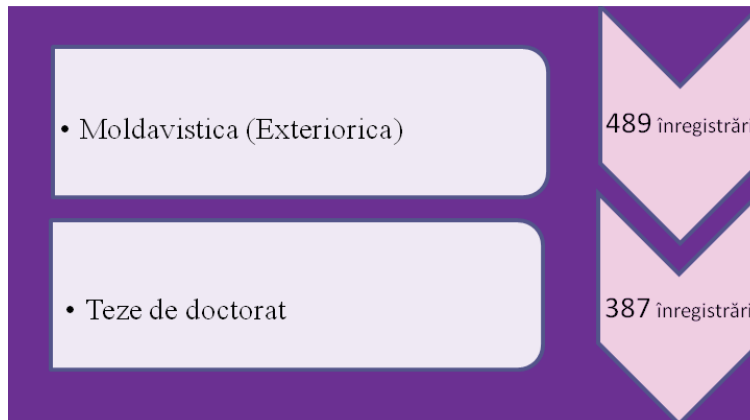 • Moldavistica (Exteriorica)
489 înregistrări
• Teze de doctorat
387 înregistrări